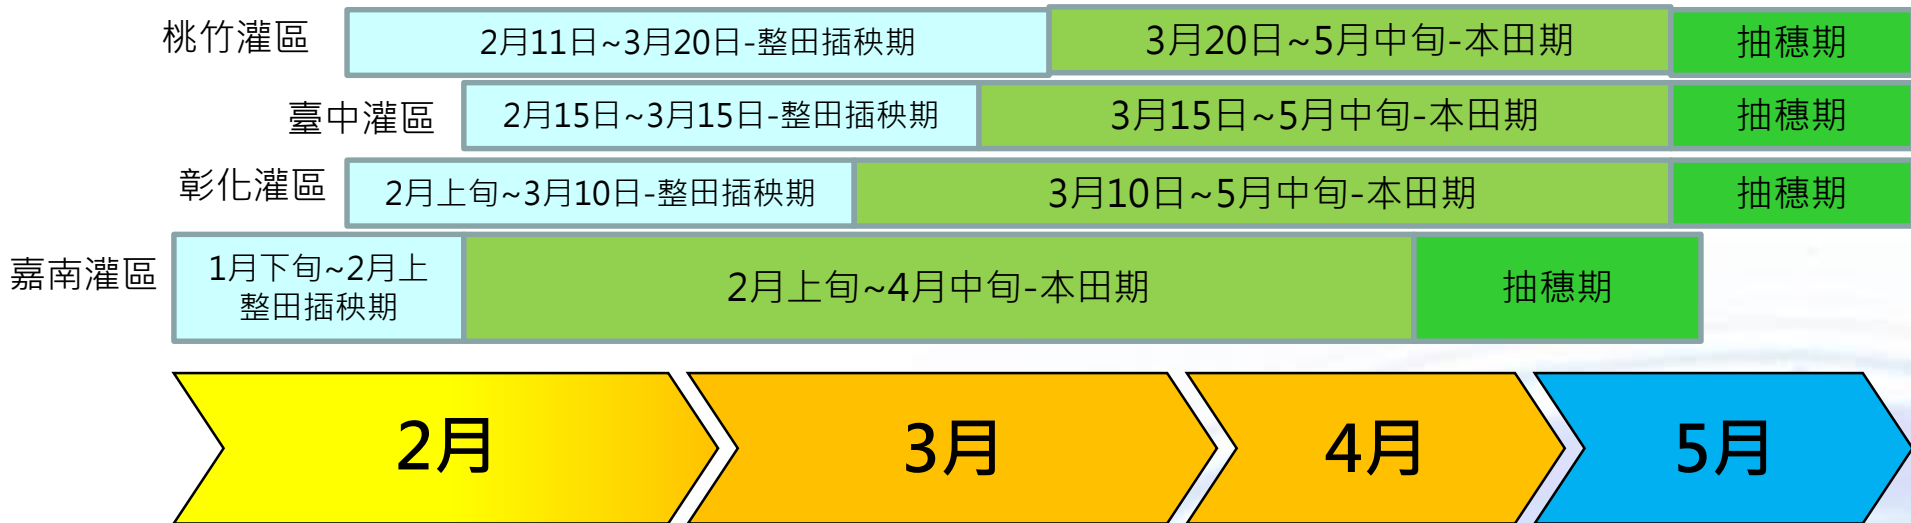 桃竹灌區
2月11日~3月20日-整田插秧期
3月20日~5月中旬-本田期
抽穗期
臺中灌區
2月15日~3月15日-整田插秧期
3月15日~5月中旬-本田期
抽穗期
彰化灌區
2月上旬~3月10日-整田插秧期
3月10日~5月中旬-本田期
抽穗期
嘉南灌區
1月下旬~2月上
整田插秧期
2月上旬~4月中旬-本田期
抽穗期
2月
3月
4月
5月